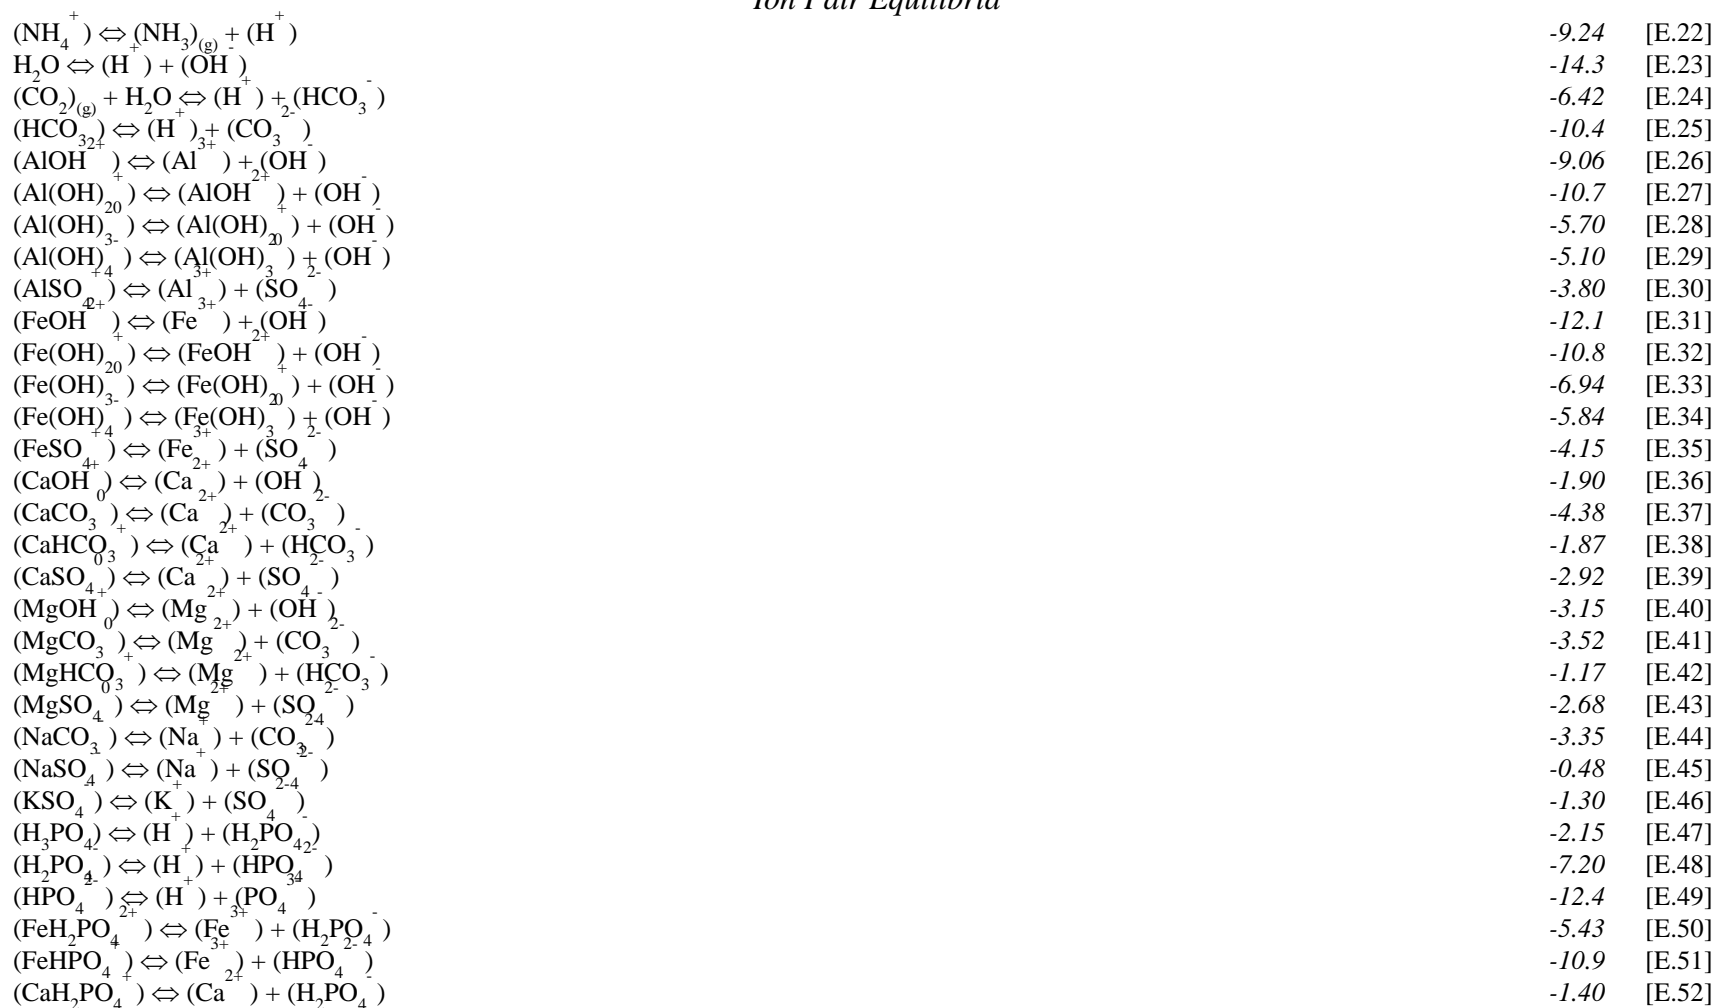 Ion Pair Equilibria
(NH₄⁺) ⇔ (NH₃)₍g₎ + (H⁺) -9.24 [E.22]
H₂O ⇔ (H⁺) + (OH⁻) -14.3 [E.23]
(CO₂)₍g₎ + H₂O ⇔ (H⁺) + (HCO₃⁻) -6.42 [E.24]
(HCO₃⁻) ⇔ (H⁺) + (CO₃²⁻) -10.4 [E.25]
(AlOH²⁺) ⇔ (Al³⁺) + (OH⁻) -9.06 [E.26]
(Al(OH)₂⁺) ⇔ (AlOH²⁺) + (OH⁻) -10.7 [E.27]
(Al(OH)₃⁰) ⇔ (Al(OH)₂⁺) + (OH⁻) -5.70 [E.28]
(Al(OH)₄⁻) ⇔ (Al(OH)₃⁰) + (OH⁻) -5.10 [E.29]
(AlSO₄⁺) ⇔ (Al³⁺) + (SO₄²⁻) -3.80 [E.30]
(FeOH²⁺) ⇔ (Fe³⁺) + (OH⁻) -12.1 [E.31]
(Fe(OH)₂⁺) ⇔ (FeOH²⁺) + (OH⁻) -10.8 [E.32]
(Fe(OH)₃⁰) ⇔ (Fe(OH)₂⁺) + (OH⁻) -6.94 [E.33]
(Fe(OH)₄⁻) ⇔ (Fe(OH)₃⁰) + (OH⁻) -5.84 [E.34]
(FeSO₄⁺) ⇔ (Fe³⁺) + (SO₄²⁻) -4.15 [E.35]
(CaOH⁺) ⇔ (Ca²⁺) + (OH⁻) -1.90 [E.36]
(CaCO₃⁰) ⇔ (Ca²⁺) + (CO₃²⁻) -4.38 [E.37]
(CaHCO₃⁺) ⇔ (Ca²⁺) + (HCO₃⁻) -1.87 [E.38]
(CaSO₄⁰) ⇔ (Ca²⁺) + (SO₄²⁻) -2.92 [E.39]
(MgOH⁺) ⇔ (Mg²⁺) + (OH⁻) -3.15 [E.40]
(MgCO₃⁰) ⇔ (Mg²⁺) + (CO₃²⁻) -3.52 [E.41]
(MgHCO₃⁺) ⇔ (Mg²⁺) + (HCO₃⁻) -1.17 [E.42]
(MgSO₄⁰) ⇔ (Mg²⁺) + (SO₄²⁻) -2.68 [E.43]
(NaCO₃⁻) ⇔ (Na⁺) + (CO₃²⁻) -3.35 [E.44]
(NaSO₄⁻) ⇔ (Na⁺) + (SO₄²⁻) -0.48 [E.45]
(KSO₄⁻) ⇔ (K⁺) + (SO₄²⁻) -1.30 [E.46]
(H₃PO₄) ⇔ (H⁺) + (H₂PO₄⁻) -2.15 [E.47]
(H₂PO₄⁻) ⇔ (H⁺) + (HPO₄²⁻) -7.20 [E.48]
(HPO₄²⁻) ⇔ (H⁺) + (PO₄³⁻) -12.4 [E.49]
(FeH₂PO₄²⁺) ⇔ (Fe³⁺) + (H₂PO₄⁻) -5.43 [E.50]
(FeHPO₄⁺) ⇔ (Fe³⁺) + (HPO₄²⁻) -10.9 [E.51]
(CaH₂PO₄⁺) ⇔ (Ca²⁺) + (H₂PO₄⁻) -1.40 [E.52]